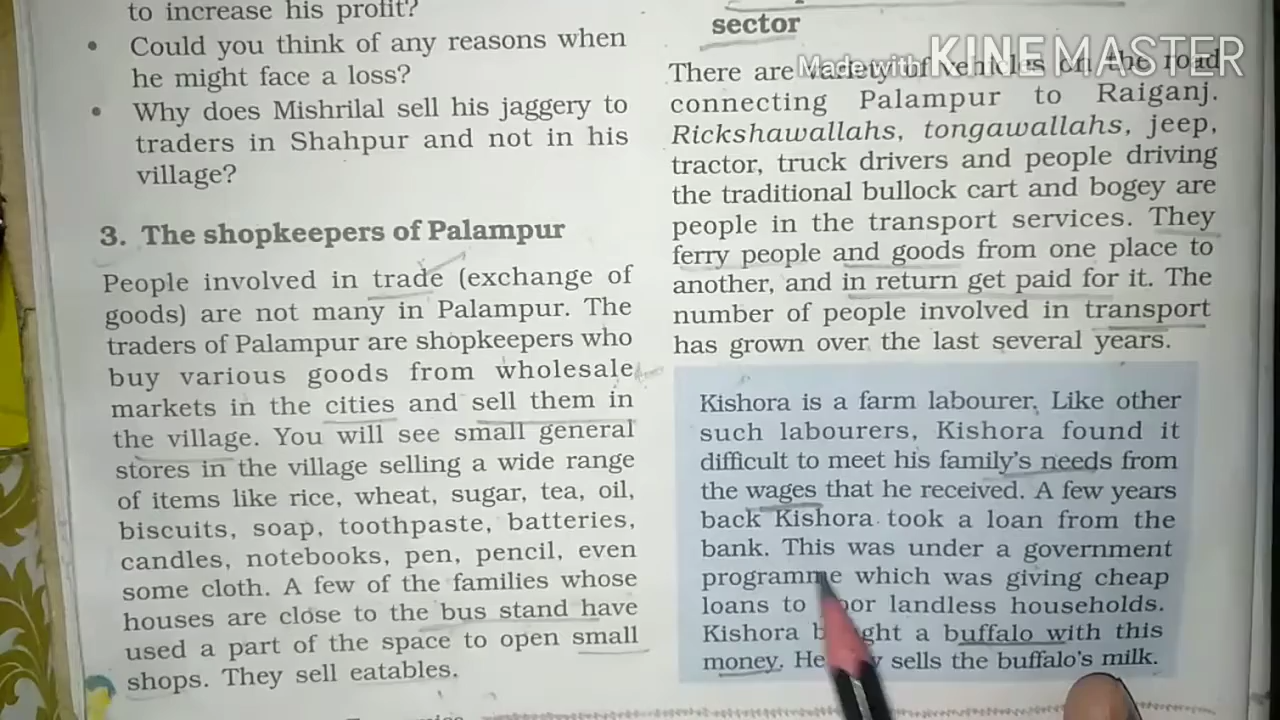 to increase his profit?
• Could you think of any reasons when
he might face a loss?
• Why does Mishrilal sell his jaggery to
traders in Shahpur and not in his
village?
3. The shopkeepers of Palampur
People involved in trade (exchange of
goods) are not many in Palampur. The
traders of Palampur are shopkeepers who
buy various goods from wholesale
markets in the cities and sell them in
the village. You will see small general
stores in the village selling a wide range
of items like rice, wheat, sugar, tea, oil,
biscuits, soap, toothpaste, batteries,
candles, notebooks, pen, pencil, even
some cloth. A few of the families whose
houses are close to the bus stand have
used a part of the space to open small
shops. They sell eatables.
sector
Made with KINEMASTER
There are variety of vehicles on the road
connecting Palampur to Raiganj.
Rickshawallahs, tongawallahs, jeep,
tractor, truck drivers and people driving
the traditional bullock cart and bogey are
people in the transport services. They
ferry people and goods from one place to
another, and in return get paid for it. The
number of people involved in transport
has grown over the last several years.
Kishora is a farm labourer. Like other
such labourers, Kishora found it
difficult to meet his family's needs from
the wages that he received. A few years
back Kishora took a loan from the
bank. This was under a government
programme which was giving cheap
loans to poor landless households.
Kishora bought a buffalo with this
money. He sells the buffalo's milk.